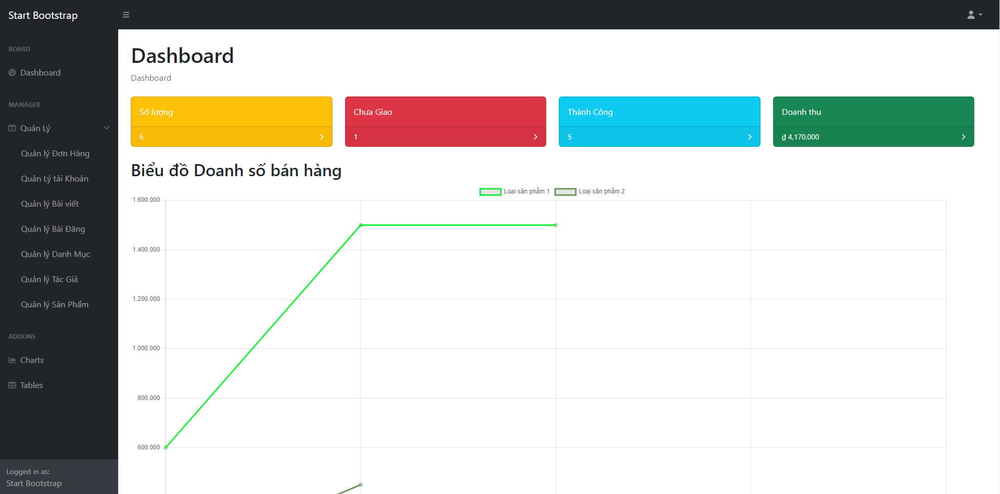 Start Bootstrap
BOARD
Dashboard
MANAGER
Quản Lý
Quản lý Đơn Hàng
Quản Lý tài Khoản
Quản lý Bài viết
Quản lý Bài Đăng
Quản lý Danh Mục
Quản lý Tác Giả
Quản lý Sản Phẩm
ADDONS
Charts
Tables
Logged in as:
Start Bootstrap
Dashboard
Dashboard
Số lượng
6
Chưa Giao
1
Thành Công
5
Doanh thu
₫ 4,170,000
Biểu đồ Doanh số bán hàng
Loại sản phẩm 1
Loại sản phẩm 2
1.600.000
1.400.000
1.200.000
1.000.000
800.000
600.000